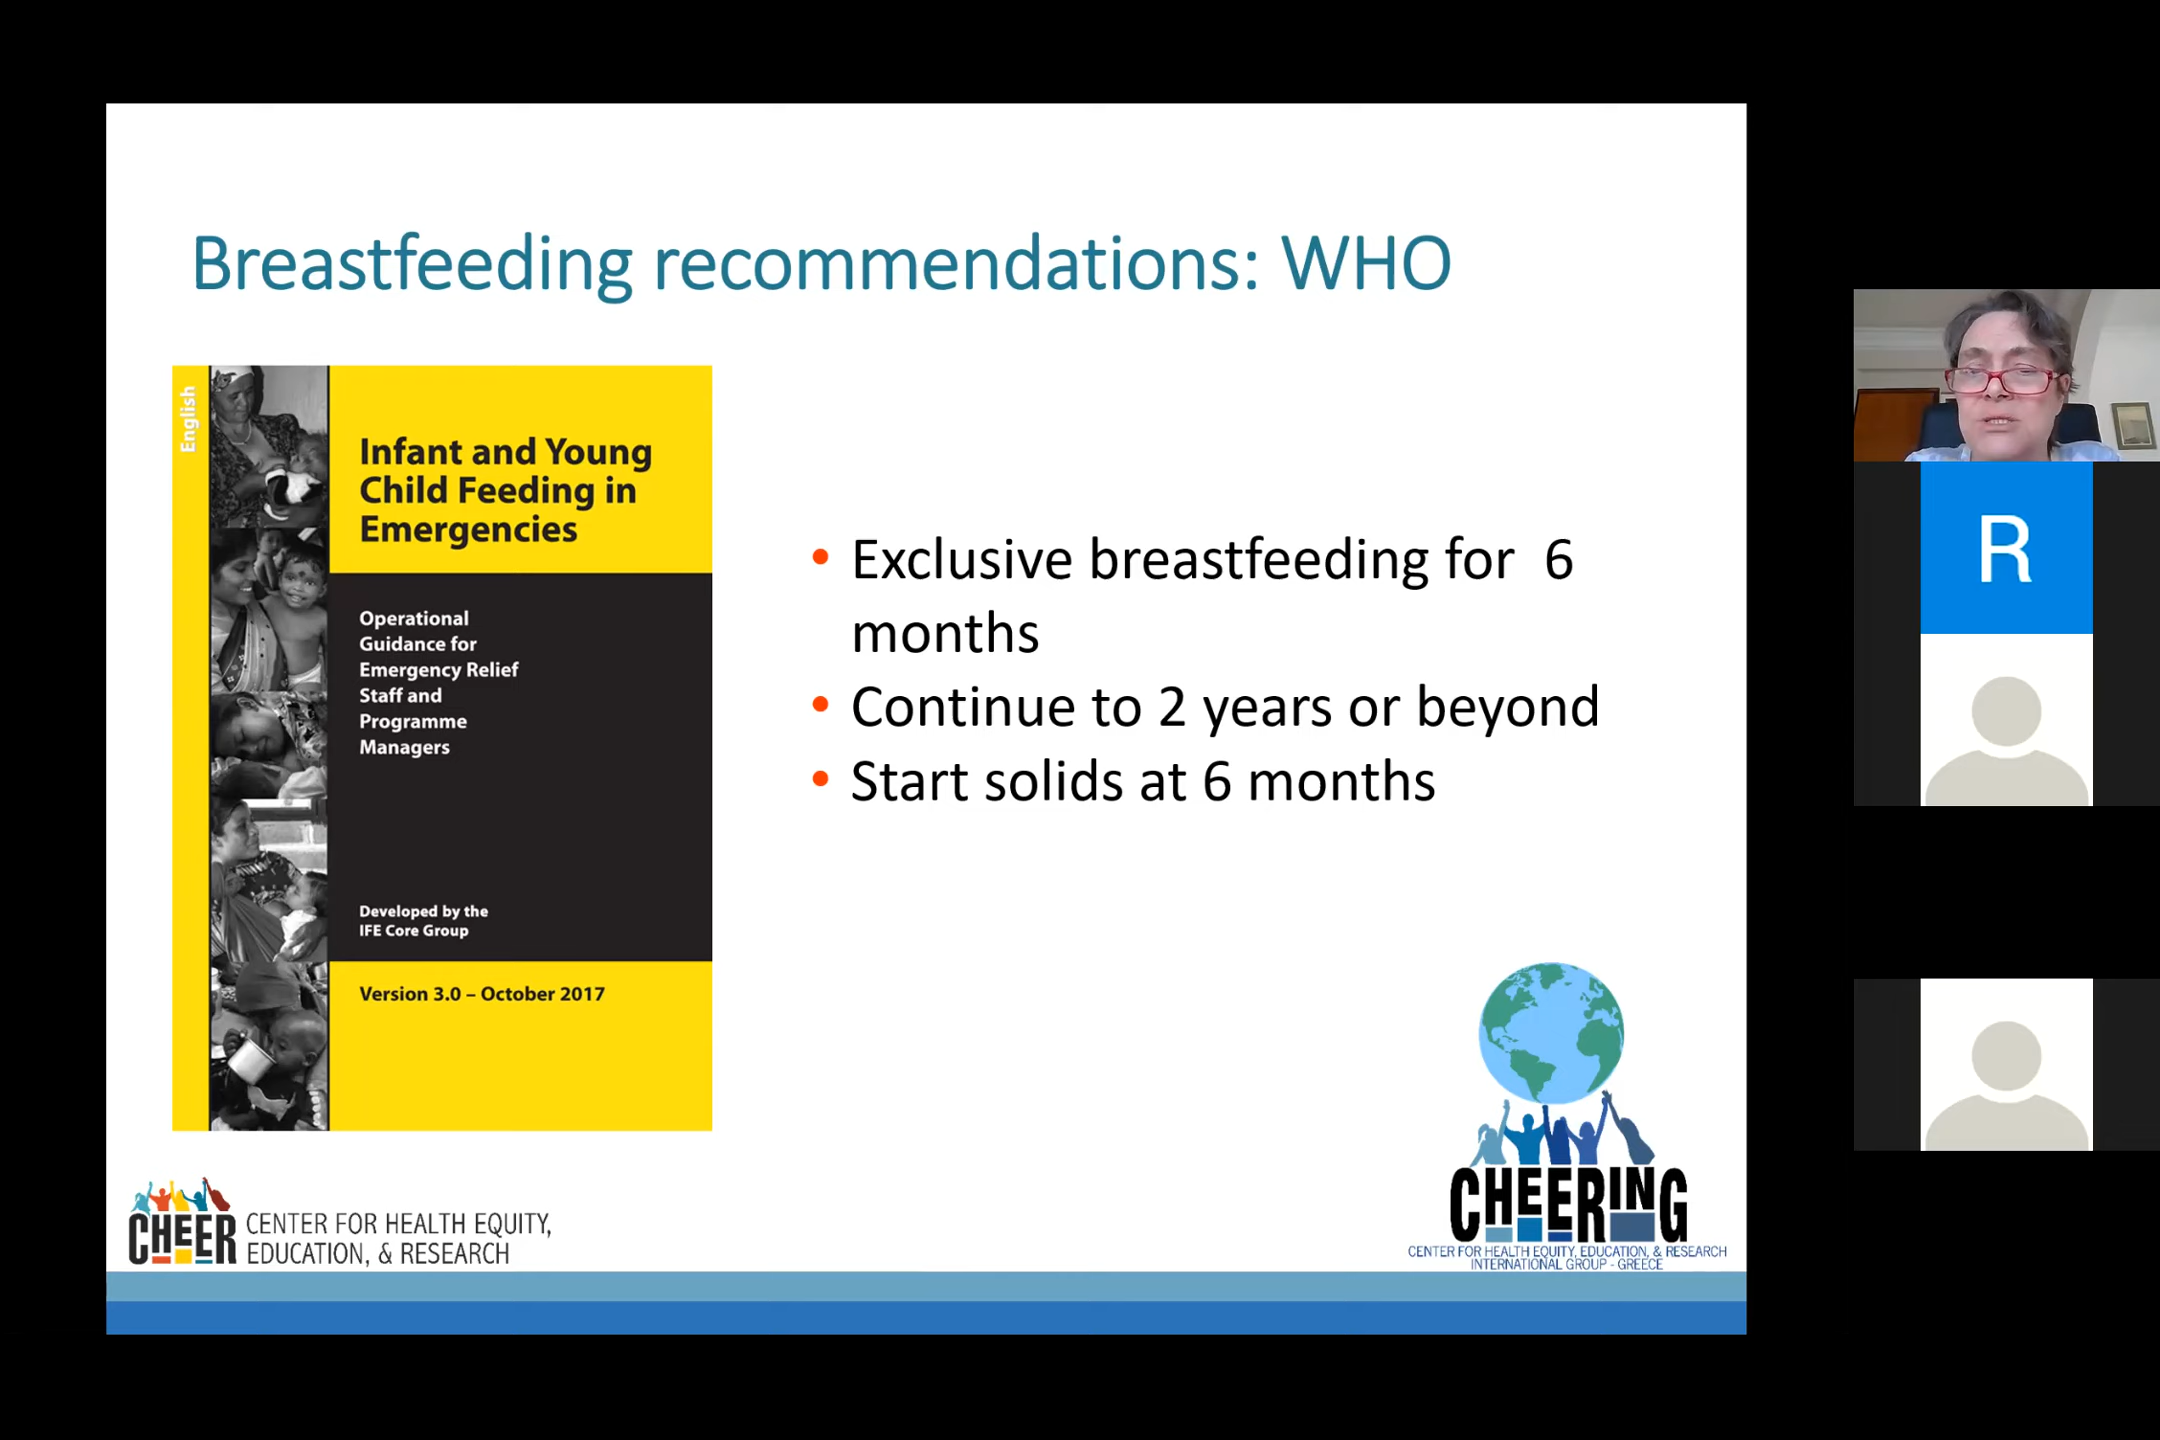 Breastfeeding recommendations: WHO
English
Infant and Young
Child Feeding in
Emergencies
Operational
Guidance for
Emergency Relief
Staff and
Programme
Managers
Developed by the
IFE Core Group
Version 3.0 – October 2017
• Exclusive breastfeeding for  6
months
• Continue to 2 years or beyond
• Start solids at 6 months
CHEER
CENTER FOR HEALTH EQUITY,
EDUCATION, & RESEARCH
CHEERING
CENTER FOR HEALTH EQUITY, EDUCATION, & RESEARCH
INTERNATIONAL GROUP - GREECE
R